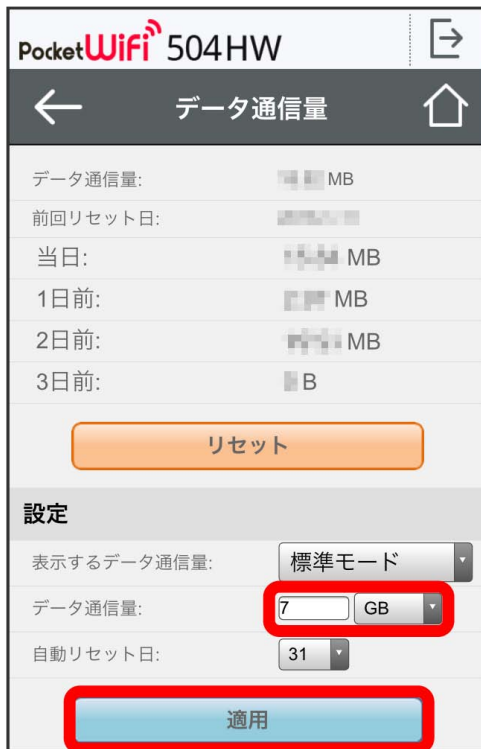 PocketWiFi 504HW
データ通信量
データ通信量: MB
前回リセット日:
当日: MB
1日前: MB
2日前: MB
3日前: B
リセット
設定
表示するデータ通信量: 標準モード
データ通信量: 7 GB
自動リセット日: 31
適用